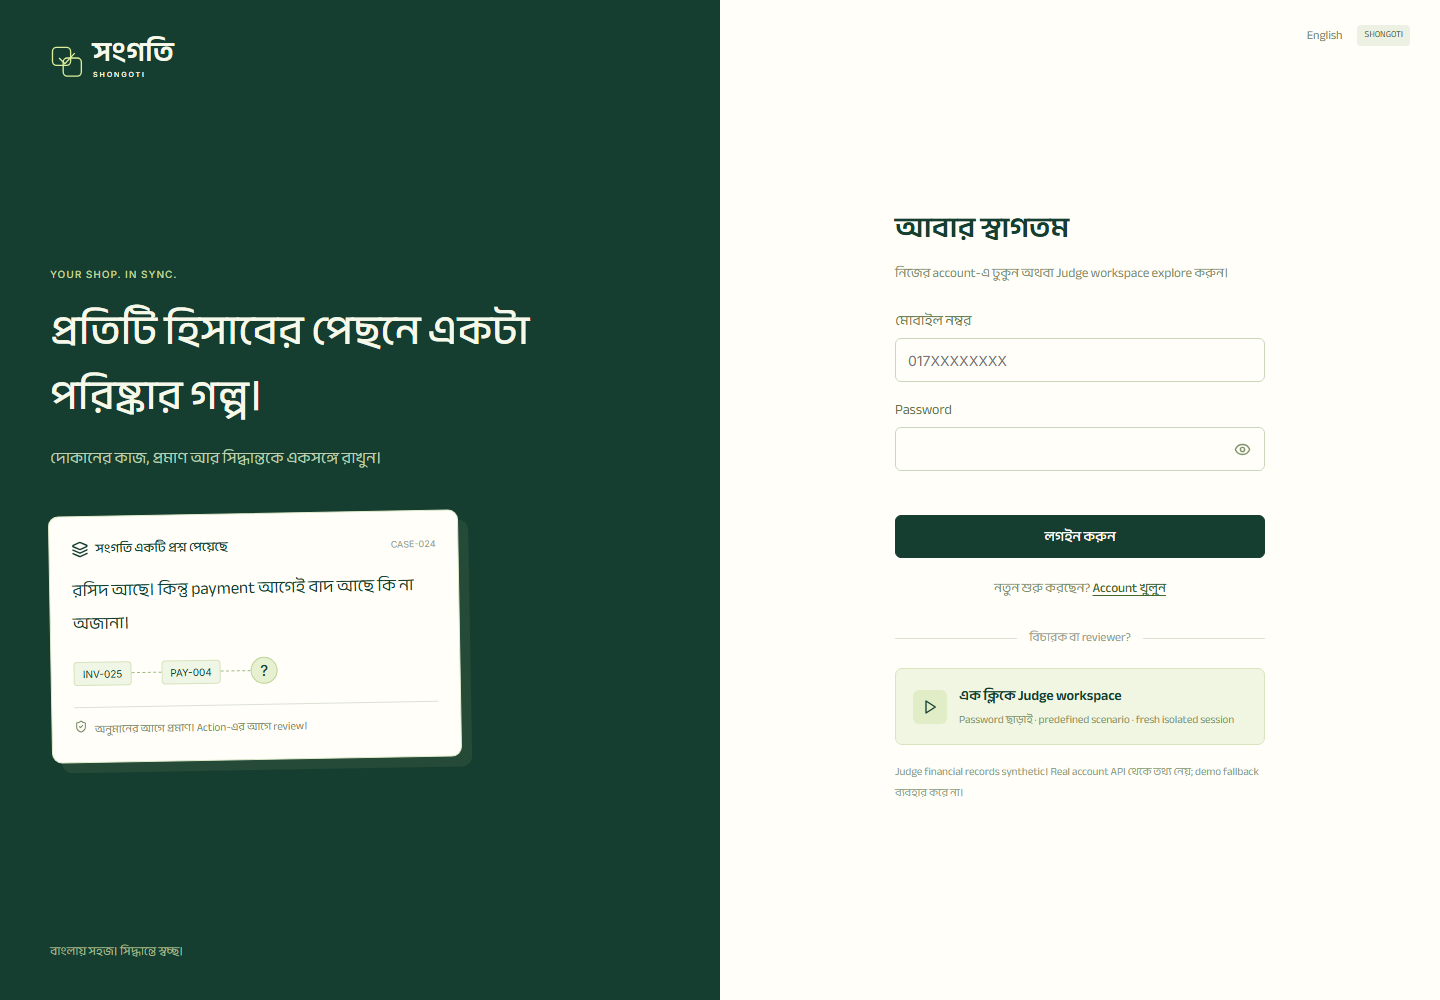 সংগতি
SHONGOTI
YOUR SHOP. IN SYNC.
প্রতিটি হিসাবের পেছনে একটা
পরিষ্কার গল্প।
দোকানের কাজ, প্রমাণ আর সিদ্ধান্তকে একসঙ্গে রাখুন।
সংগতি একটি প্রশ্ন পেয়েছে
CASE-024
রসিদ আছে। কিন্তু payment আগেই বাদ আছে কি না
অজানা।
INV-025
PAY-004
?
অনুমানের আগে প্রমাণ। Action-এর আগে review।
বাংলায় সহজ। সিদ্ধান্তে স্বচ্ছ।
English
SHONGOTI
আবার স্বাগতম
নিজের account-এ ঢুকুন অথবা Judge workspace explore করুন।
মোবাইল নম্বর
017XXXXXXXX
Password
লগইন করুন
নতুন শুরু করছেন? Account খুলুন
বিচারক বা reviewer?
এক ক্লিকে Judge workspace
Password ছাড়াই · predefined scenario · fresh isolated session
Judge financial records synthetic। Real account API থেকে তথ্য নেয়; demo fallback
ব্যবহার করে না।